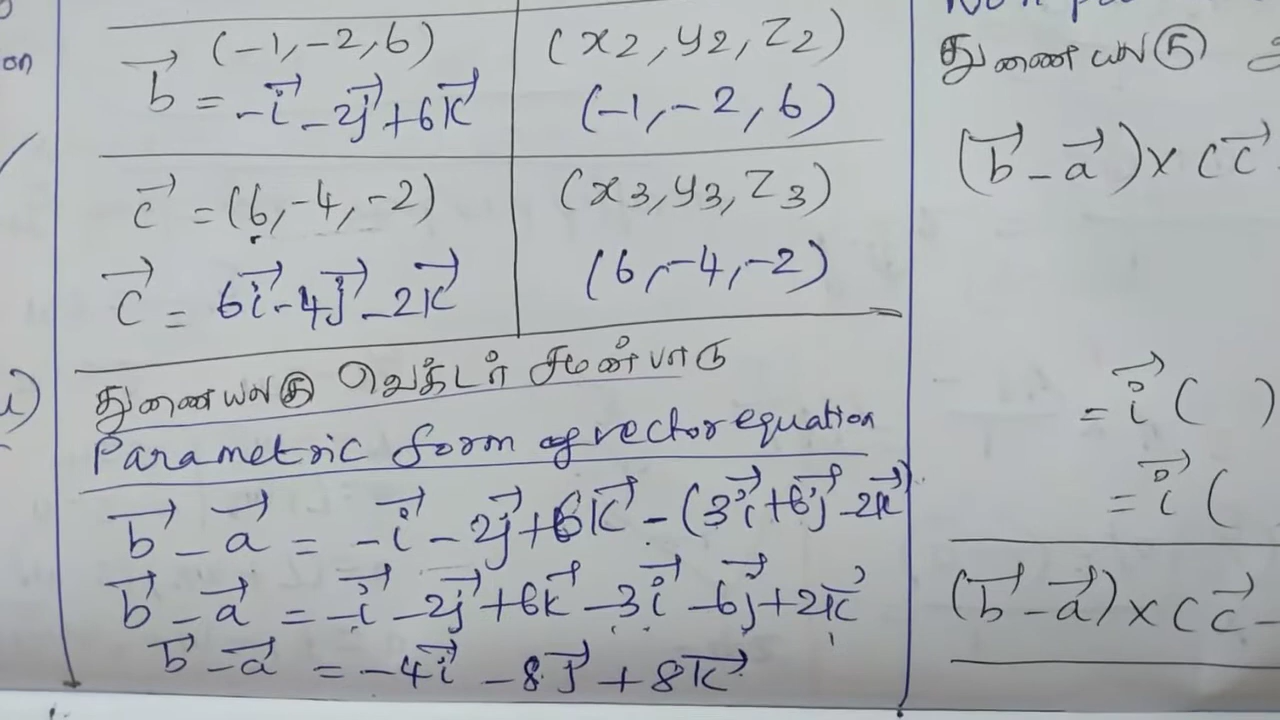 on
(-1,-2,6)
b⃗ = -i⃗ -2j⃗ +6k⃗
(x2, y2, z2)
(-1, -2, 6)
c⃗ = (6,-4,-2)
c⃗ = 6i⃗ -4j⃗ -2k⃗
(x3, y3, z3)
(6, -4, -2)
துணையலகு வெக்டர் சமன்பாடு
Parametric form of vector equation
b⃗ - a⃗ = -i⃗ -2j⃗ +6k⃗ -(3i⃗ +6j⃗ -2k⃗)
b⃗ - a⃗ = -i⃗ -2j⃗ +6k⃗ -3i⃗ -6j⃗ +2k⃗
b⃗ - a⃗ = -4i⃗ -8j⃗ +8k⃗
துணையலகு
(b⃗ - a⃗) × (c⃗
= i⃗ ( )
= i⃗ (
(b⃗ - a⃗) × (c⃗ -